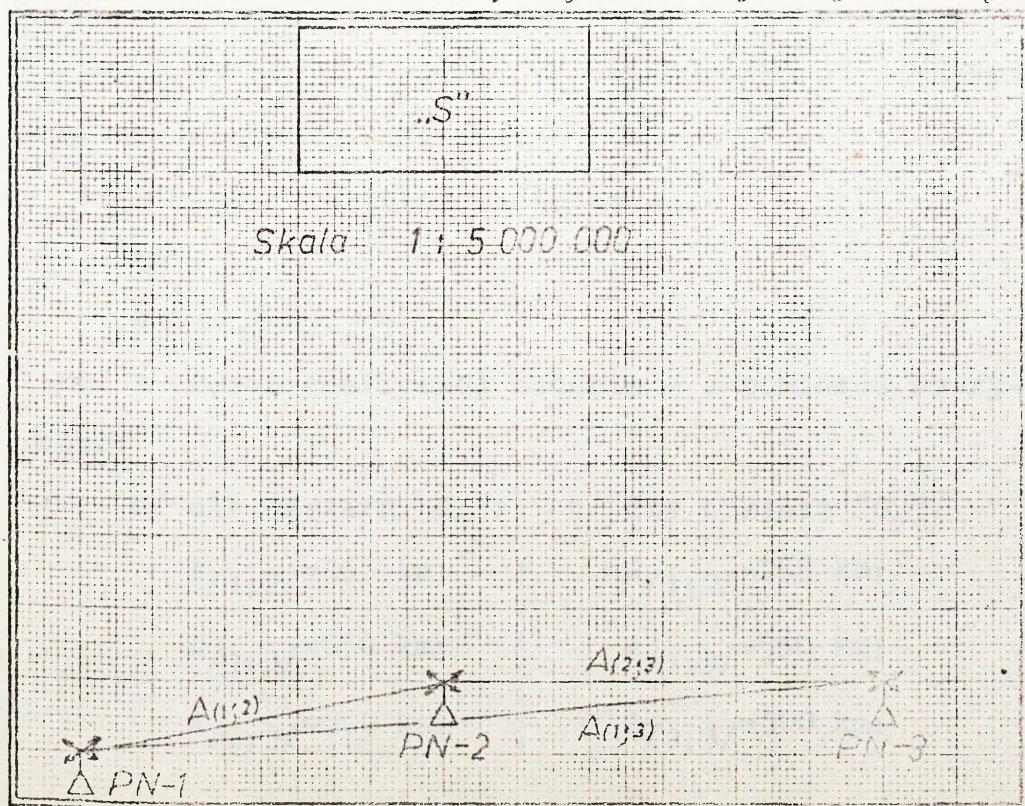 „S"
Skala 1 : 5 000 000
A(2;3)
A(1;2)
A(1;3)
PN-2
PN-3
PN-1